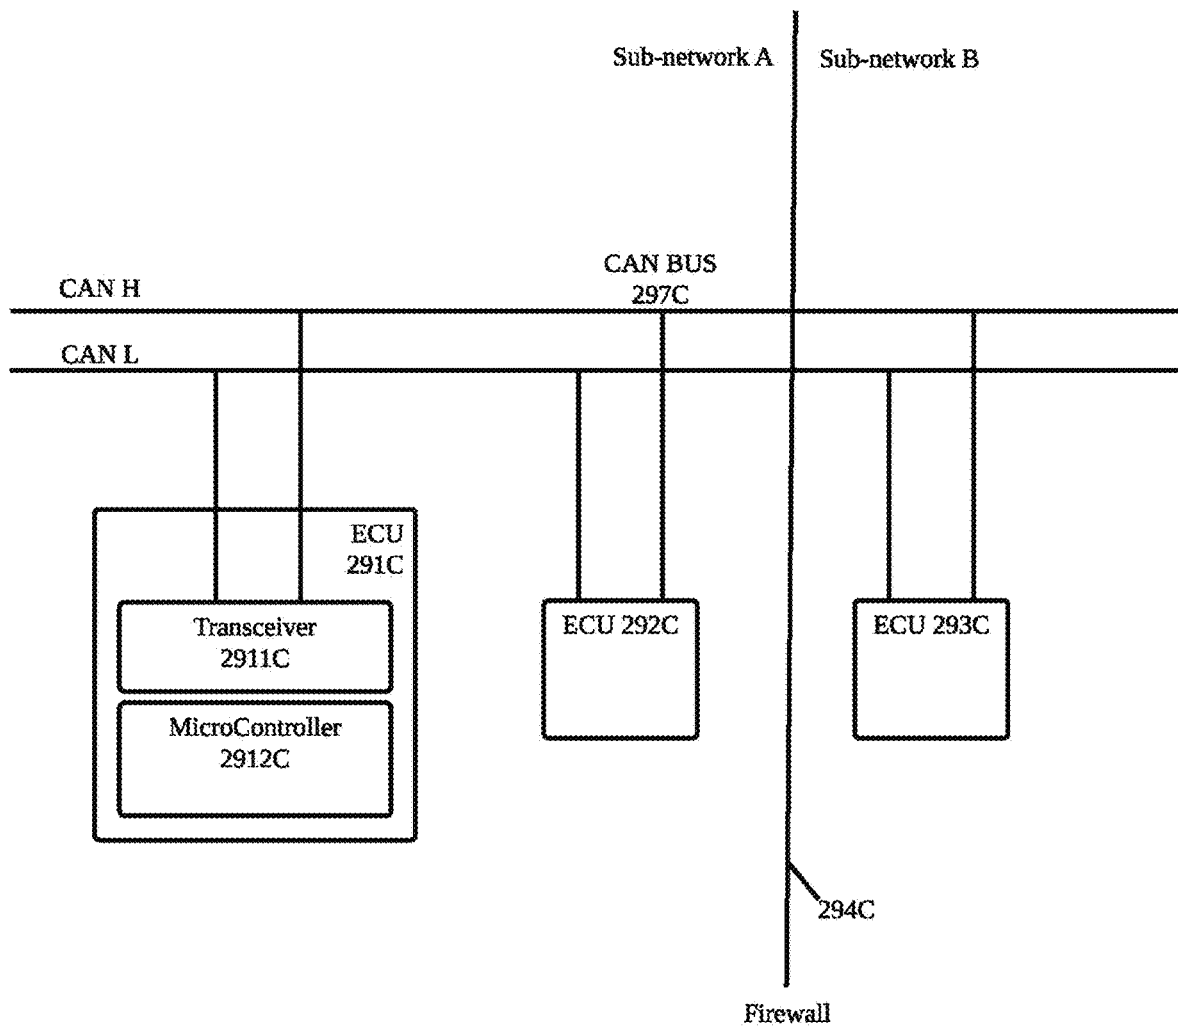 Sub-network A
Sub-network B
CAN BUS
297C
CAN H
CAN L
ECU
291C
Transceiver
2911C
MicroController
2912C
ECU 292C
ECU 293C
294C
Firewall